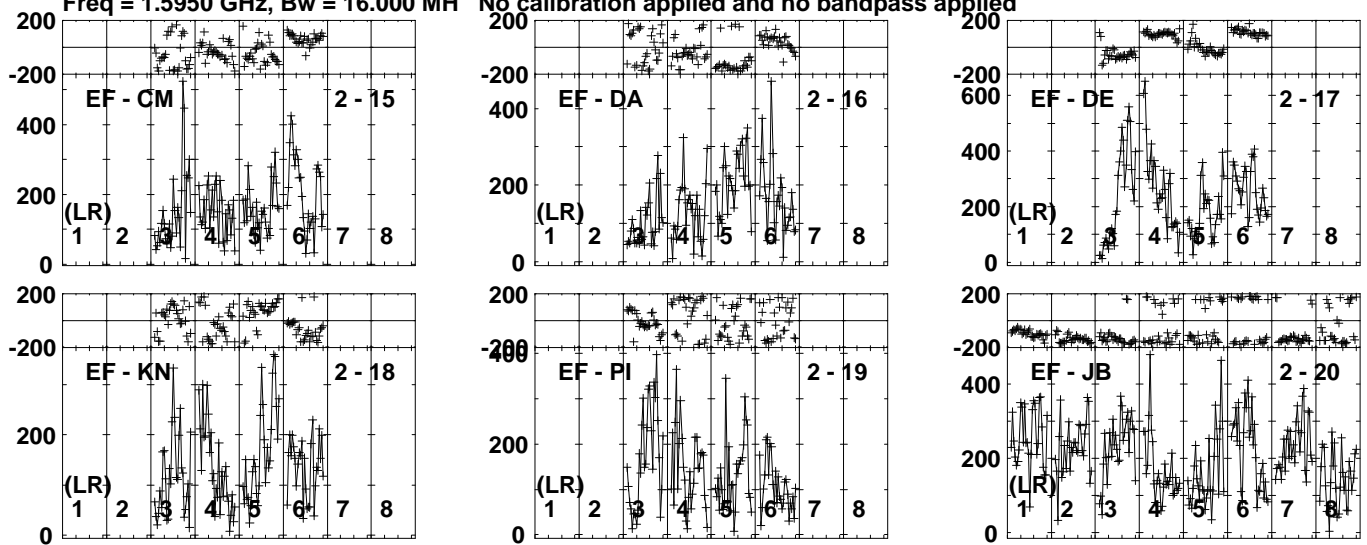 Freq = 1.5950 GHz, Bw = 16.000 MH No calibration applied and no bandpass applied
200
-200
EF - CM 2 - 15
400
200
(LR)
1 2 3 4 5 6 7 8
0
200
-200
EF - DA 2 - 16
400
200
(LR)
1 2 3 4 5 6 7 8
0
200
-200
600
EF - DE 2 - 17
400
200
(LR)
1 2 3 4 5 6 7 8
0
200
-200
EF - KN 2 - 18
200
(LR)
1 2 3 4 5 6 7 8
0
200
-200
400
EF - PI 2 - 19
200
(LR)
1 2 3 4 5 6 7 8
0
200
-200
EF - JB 2 - 20
400
200
(LR)
1 2 3 4 5 6 7 8
0